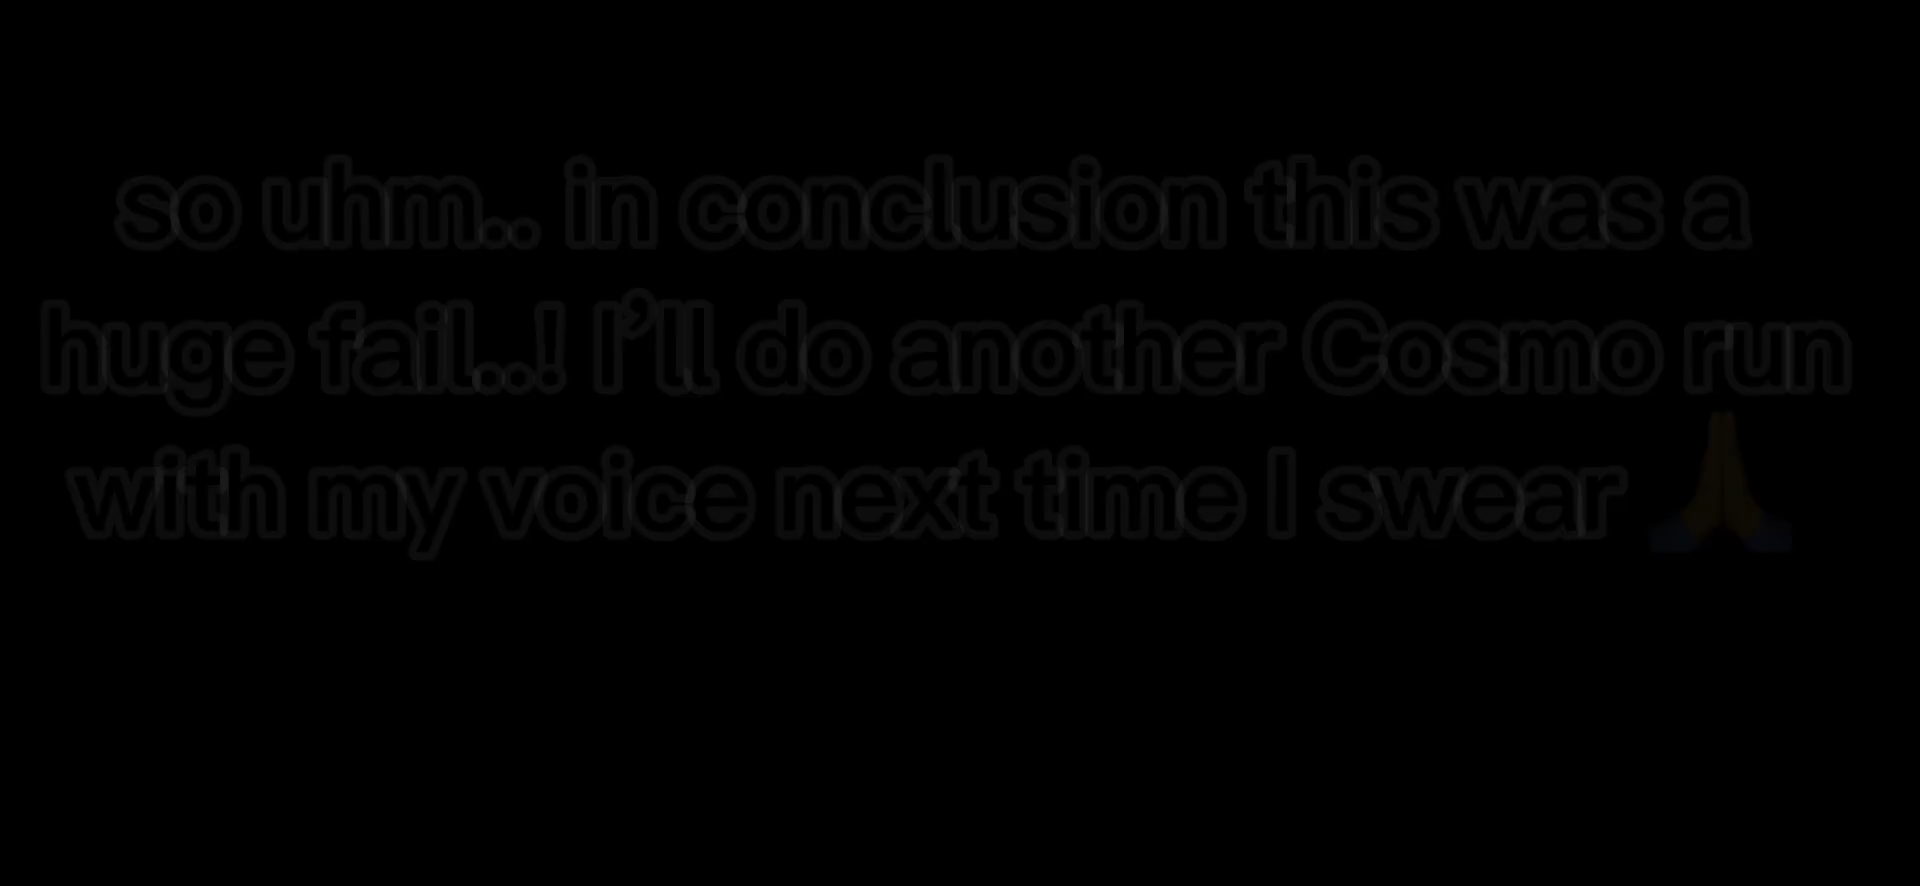 so uhm.. in conclusion this was a
huge fail...! I’ll do another Cosmo run
with my voice next time I swear 🙏